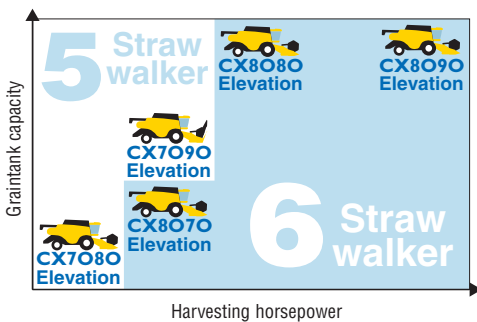 5 Straw
walker
CX8080
Elevation
CX8090
Elevation
CX7090
Elevation
CX8070
Elevation
CX7080
Elevation
6 Straw
walker
Graintank capacity
Harvesting horsepower